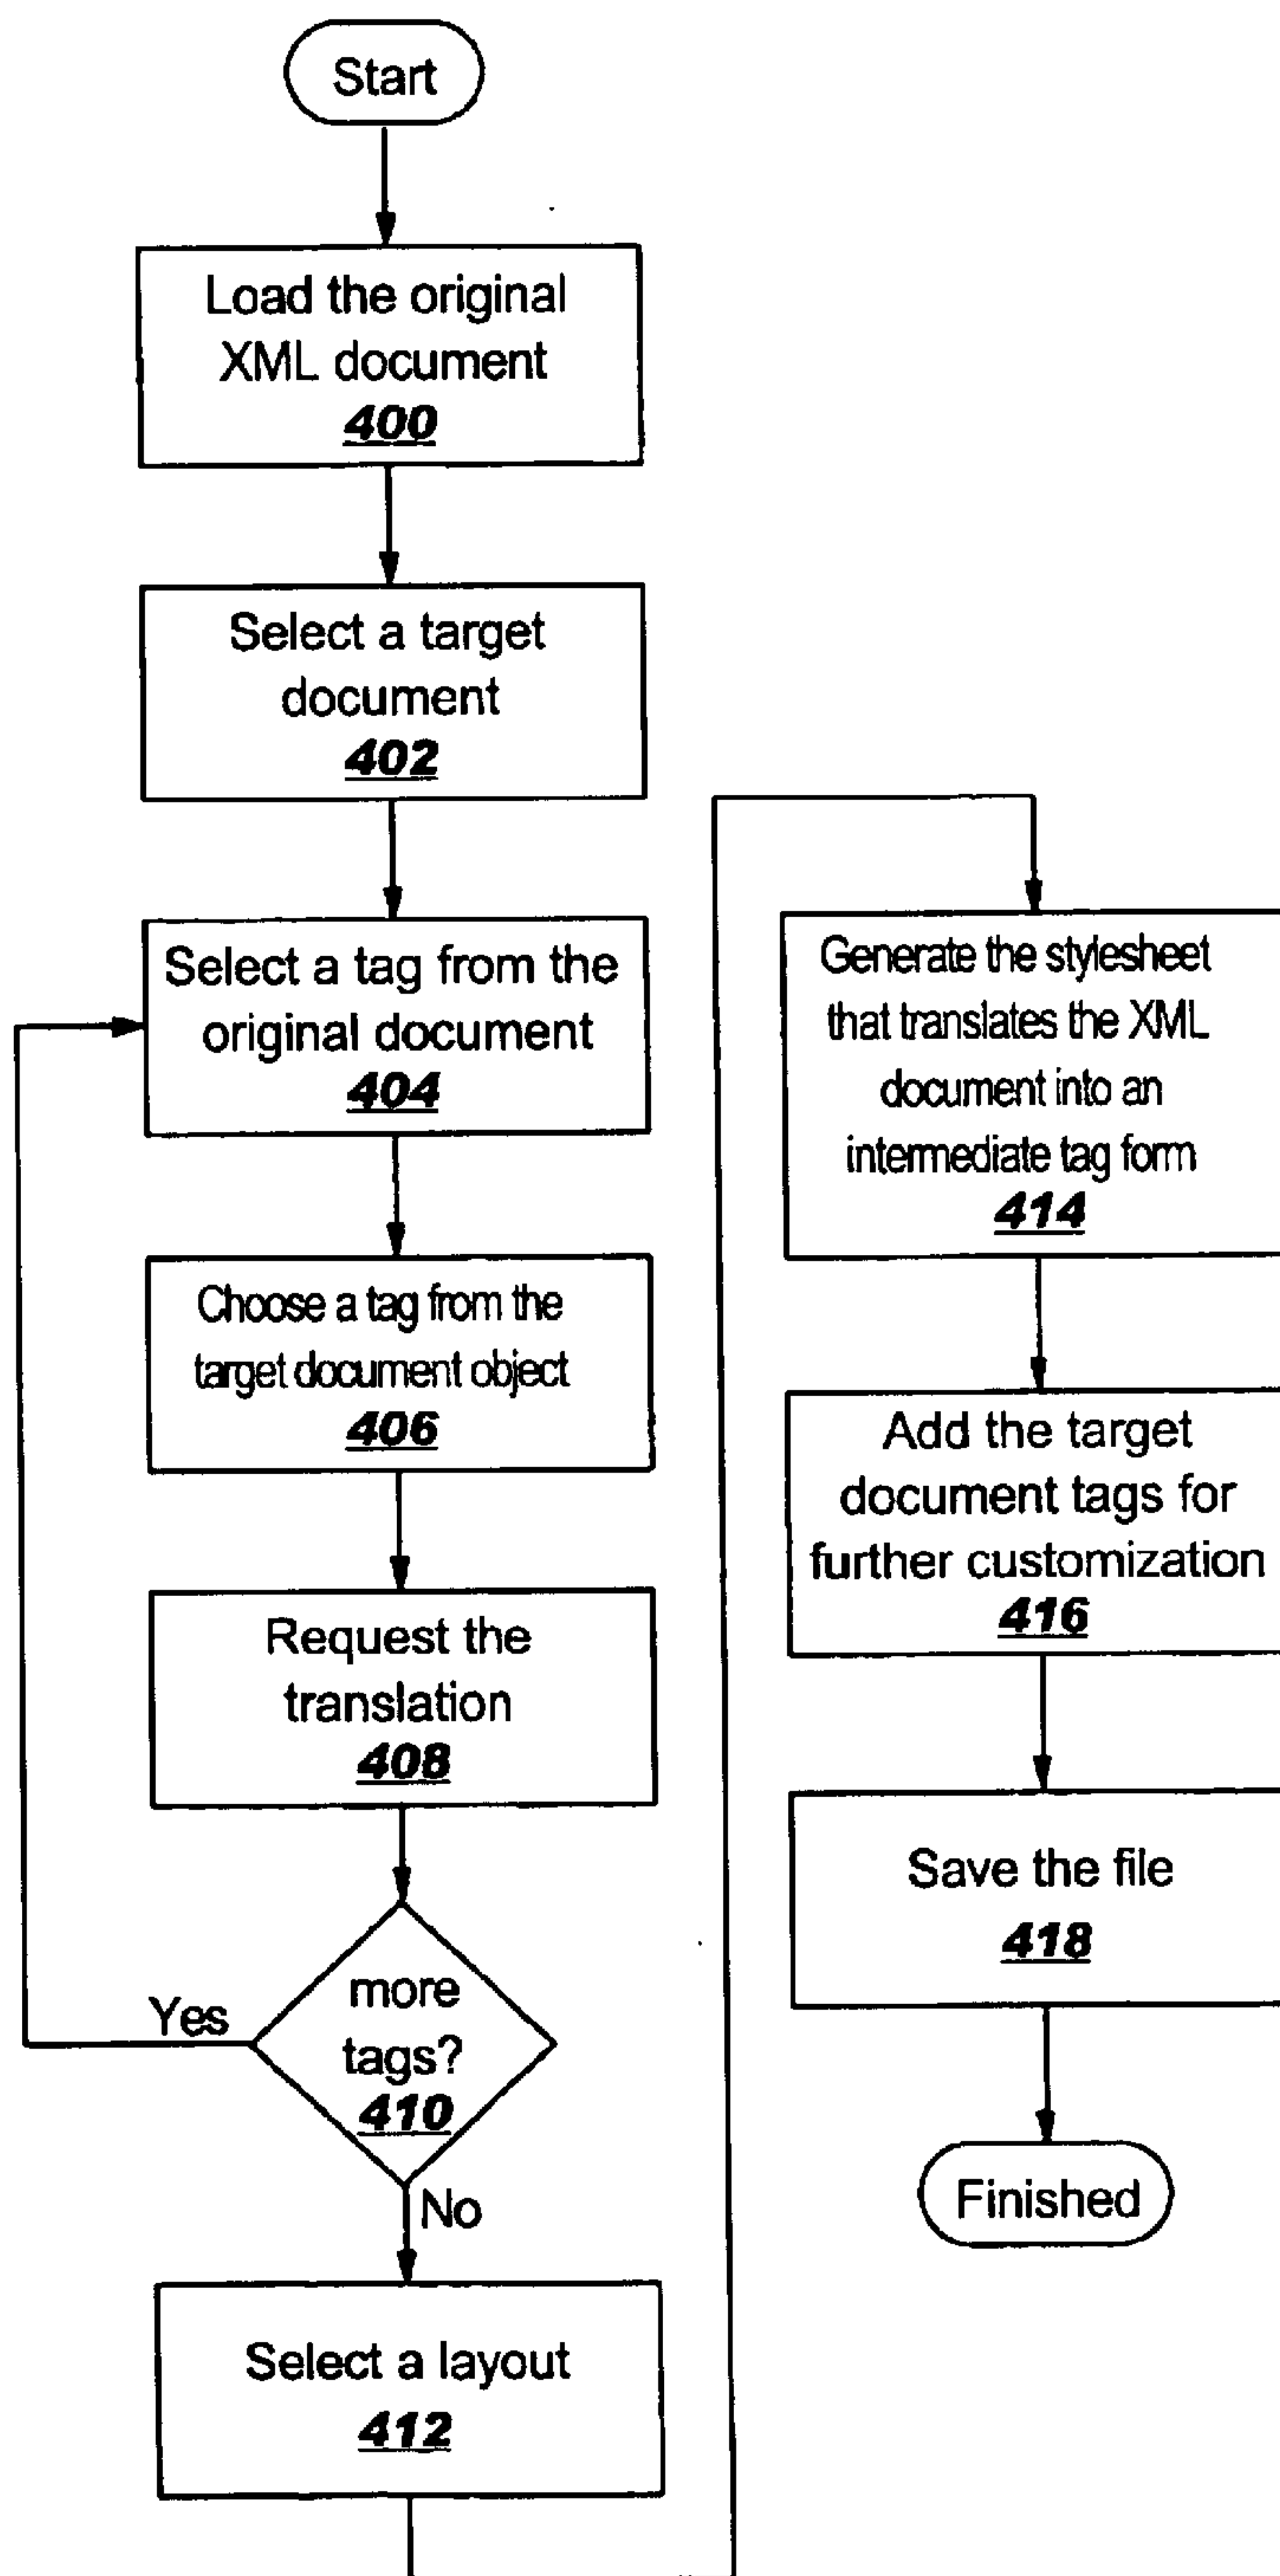 Start
Load the original
XML document
400
Select a target
document
402
Select a tag from the
original document
404
Choose a tag from the
target document object
406
Request the
translation
408
more
tags?
410
Yes
No
Select a layout
412
Generate the stylesheet
that translates the XML
document into an
intermediate tag form
414
Add the target
document tags for
further customization
416
Save the file
418
Finished